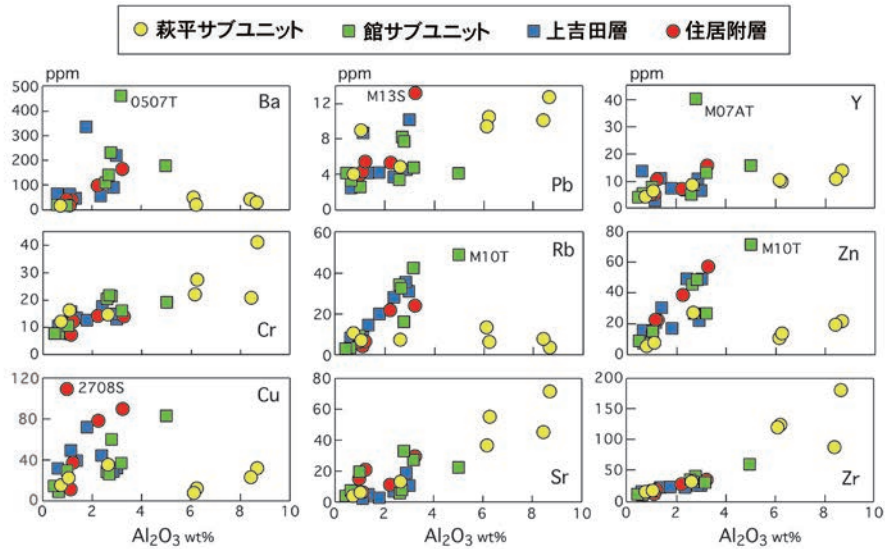 萩平サブユニット 館サブユニット 上吉田層 住居附層
ppm ppm ppm
500 400 300 200 100 0 0507T Ba
12 8 4 0 M13S Pb
40 30 20 10 0 M07AT Y
40 30 20 10 0 Cr
60 40 20 0 M10T Rb
60 40 20 0 M10T Zn
120 80 40 0 2708S Cu
80 60 40 20 0 Sr
200 150 100 50 0 Zr
0 2 4 6 8 10 0 2 4 6 8 10 0 2 4 6 8 10
Al₂O₃ wt% Al₂O₃ wt% Al₂O₃ wt%